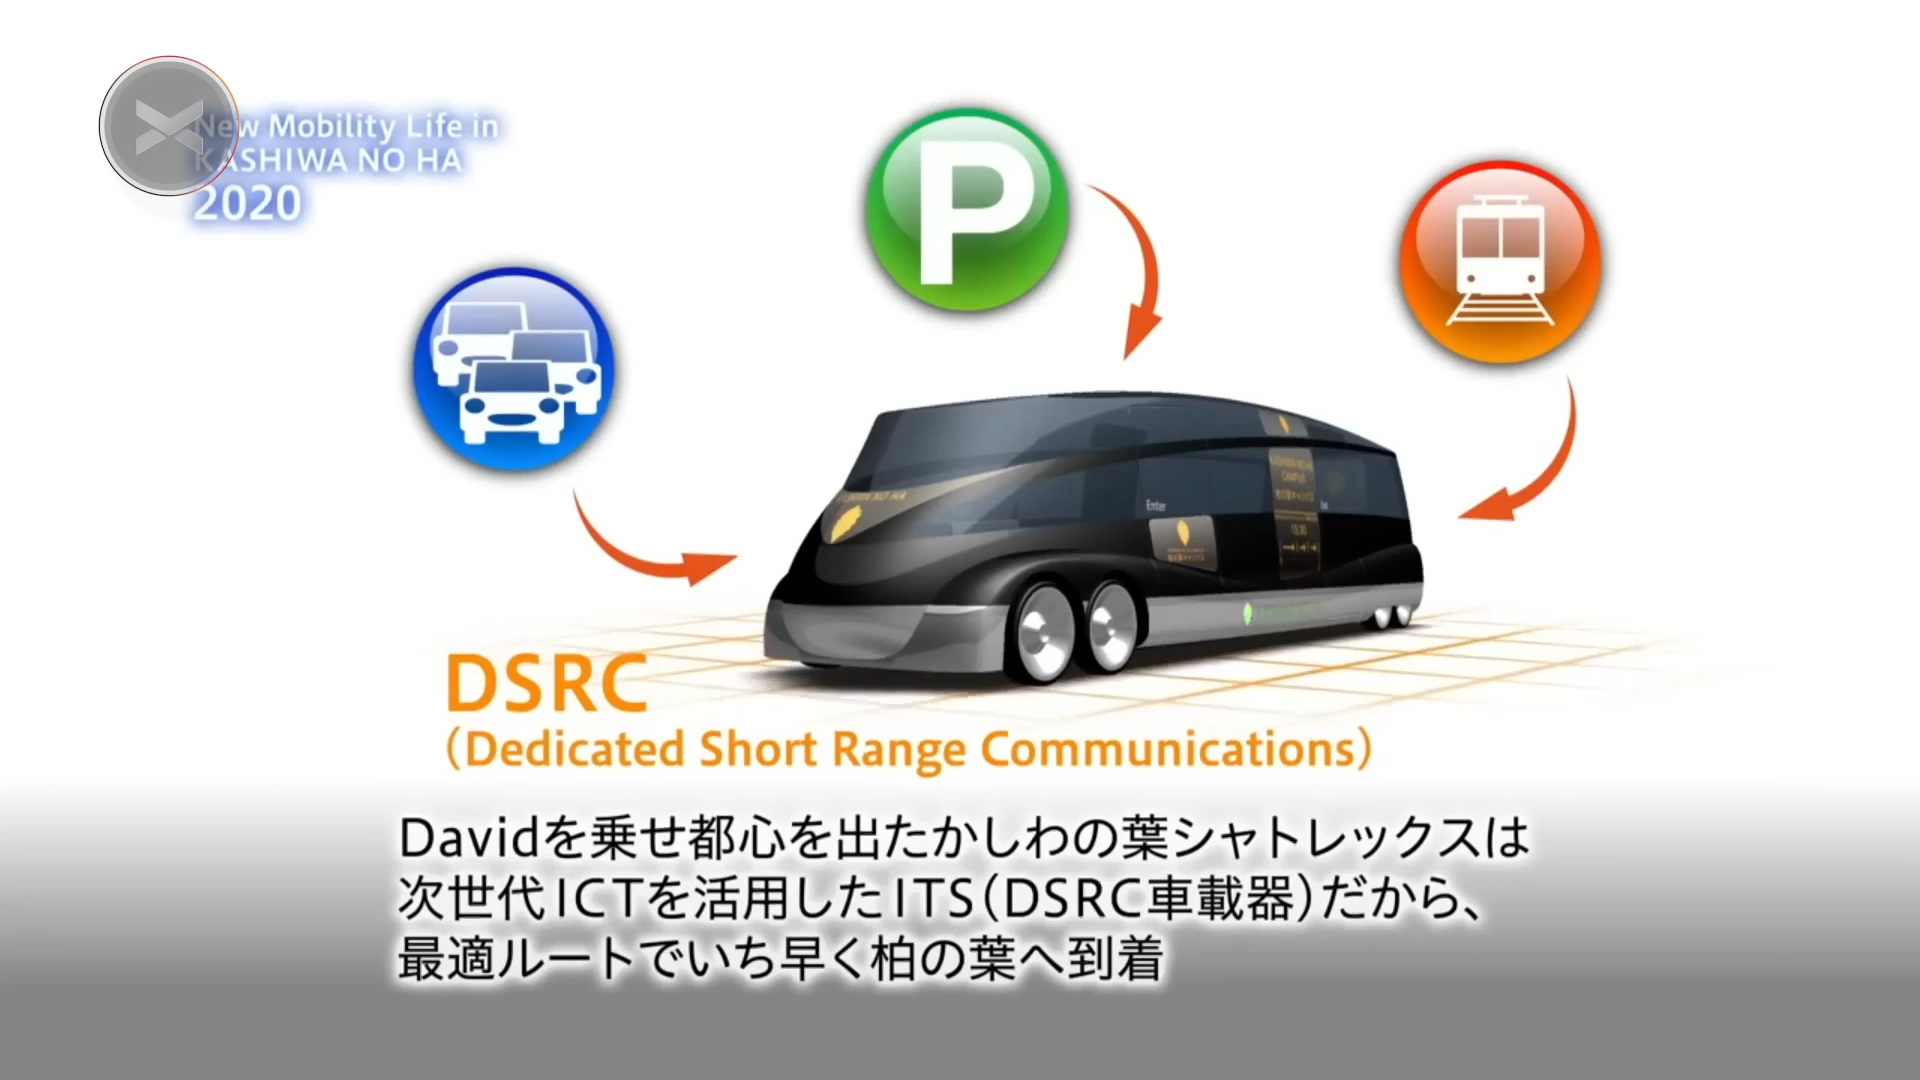 New Mobility Life in
KASHIWA NO HA
2020
P
Enter
DSRC
（Dedicated Short Range Communications）
Davidを乗せ都心を出たかしわの葉シャトレックスは
次世代ICTを活用したITS（DSRC車載器）だから、
最適ルートでいち早く柏の葉へ到着